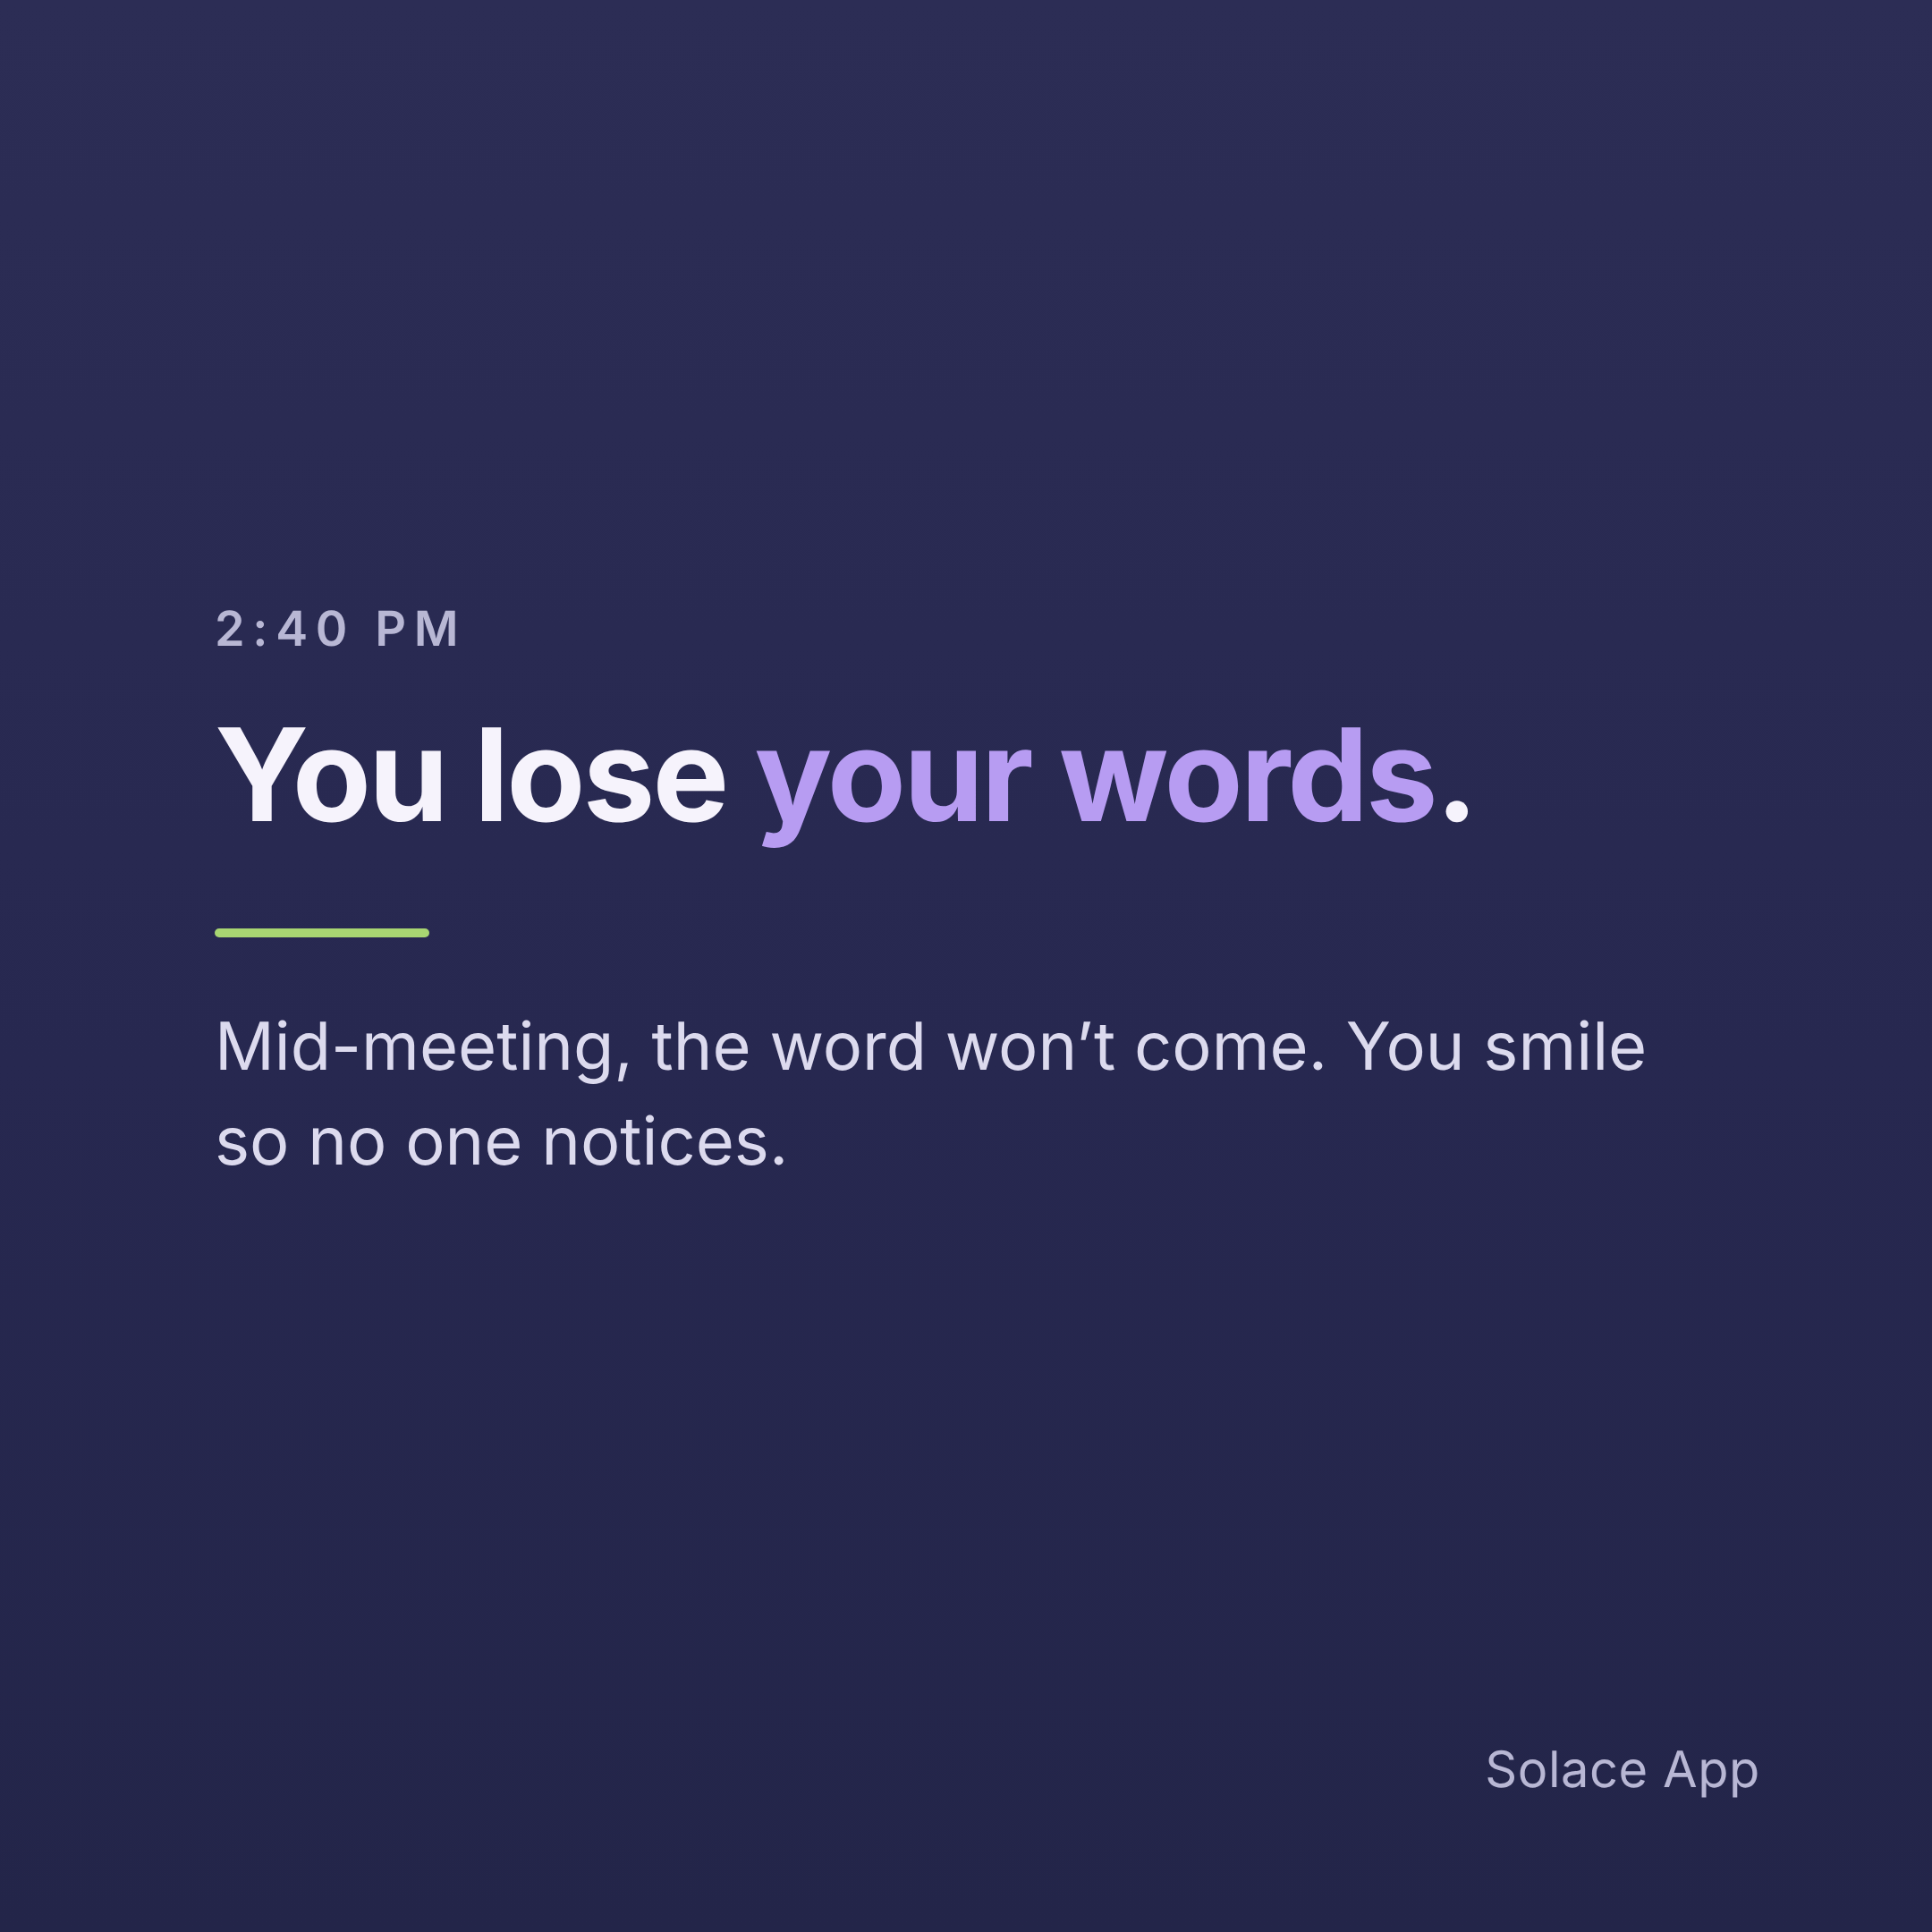 2:40 PM
You lose your words.
Mid-meeting, the word won’t come. You smile
so no one notices.
Solace App